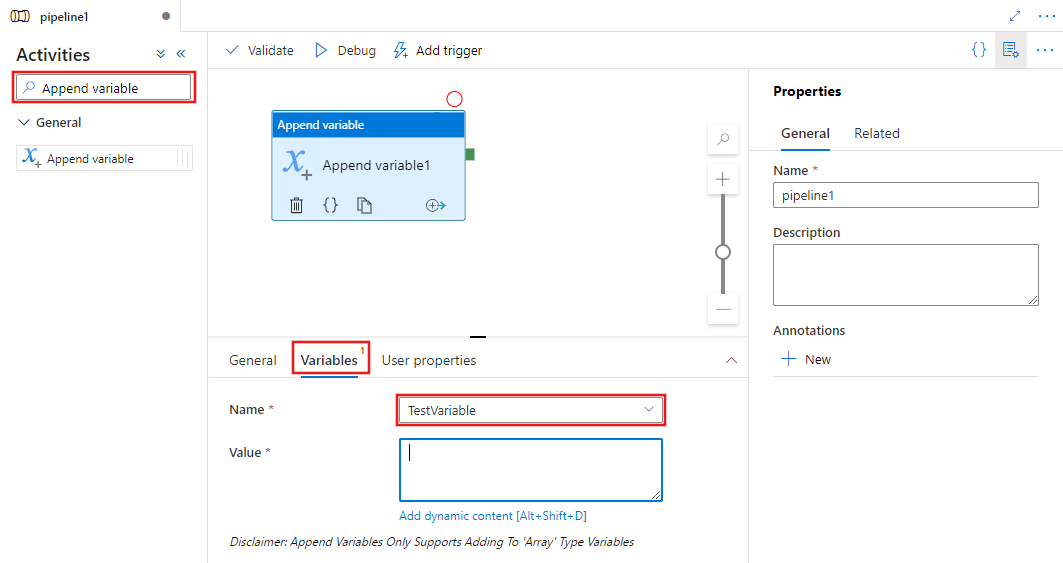 pipeline1
Activities
Append variable
General
Append variable
Validate
Debug
Add trigger
Append variable
Append variable1
General
Variables 1
User properties
Name *
TestVariable
Value *
Add dynamic content [Alt+Shift+D]
Disclaimer: Append Variables Only Supports Adding To 'Array' Type Variables
Properties
General
Related
Name *
pipeline1
Description
Annotations
New